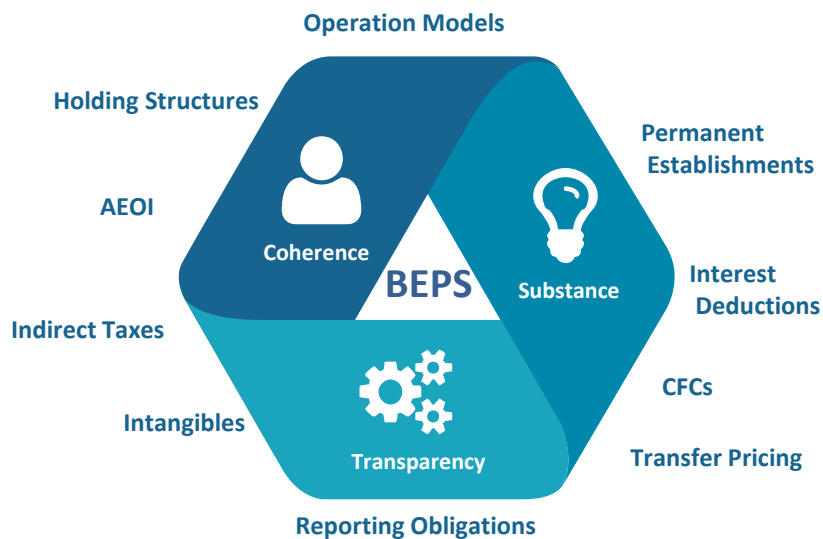 Operation Models
Holding Structures
Permanent
Establishments
AEOI
Coherence
BEPS
Substance
Interest
Deductions
Indirect Taxes
CFCs
Intangibles
Transparency
Transfer Pricing
Reporting Obligations